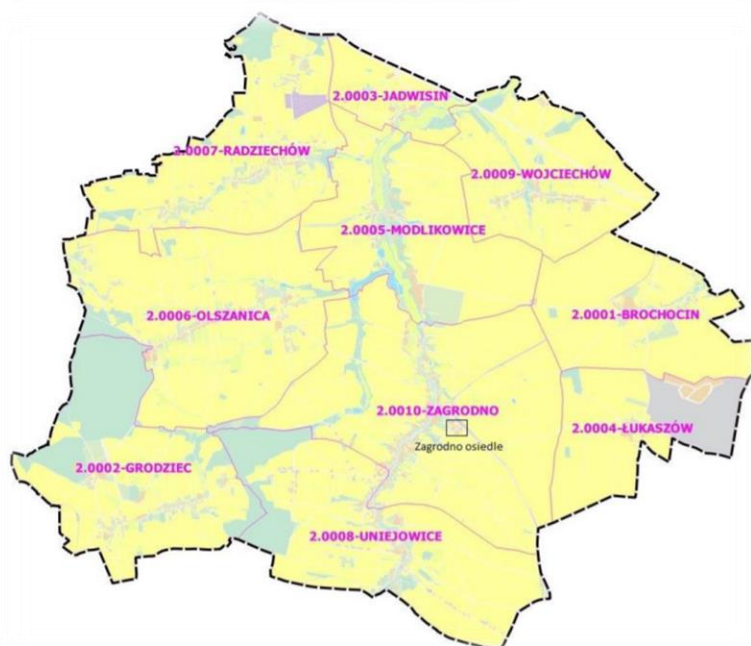 2.0003-JADWISIN
2.0007-RADZIECHÓW
2.0009-WOJCIECHÓW
2.0005-MODLIKOWICE
2.0006-OLSZANICA
2.0001-BROCHOCIN
2.0010-ZAGRODNO
2.0004-ŁUKASZÓW
Zagrodno osiedle
2.0002-GRODZIEC
2.0008-UNIEJOWICE